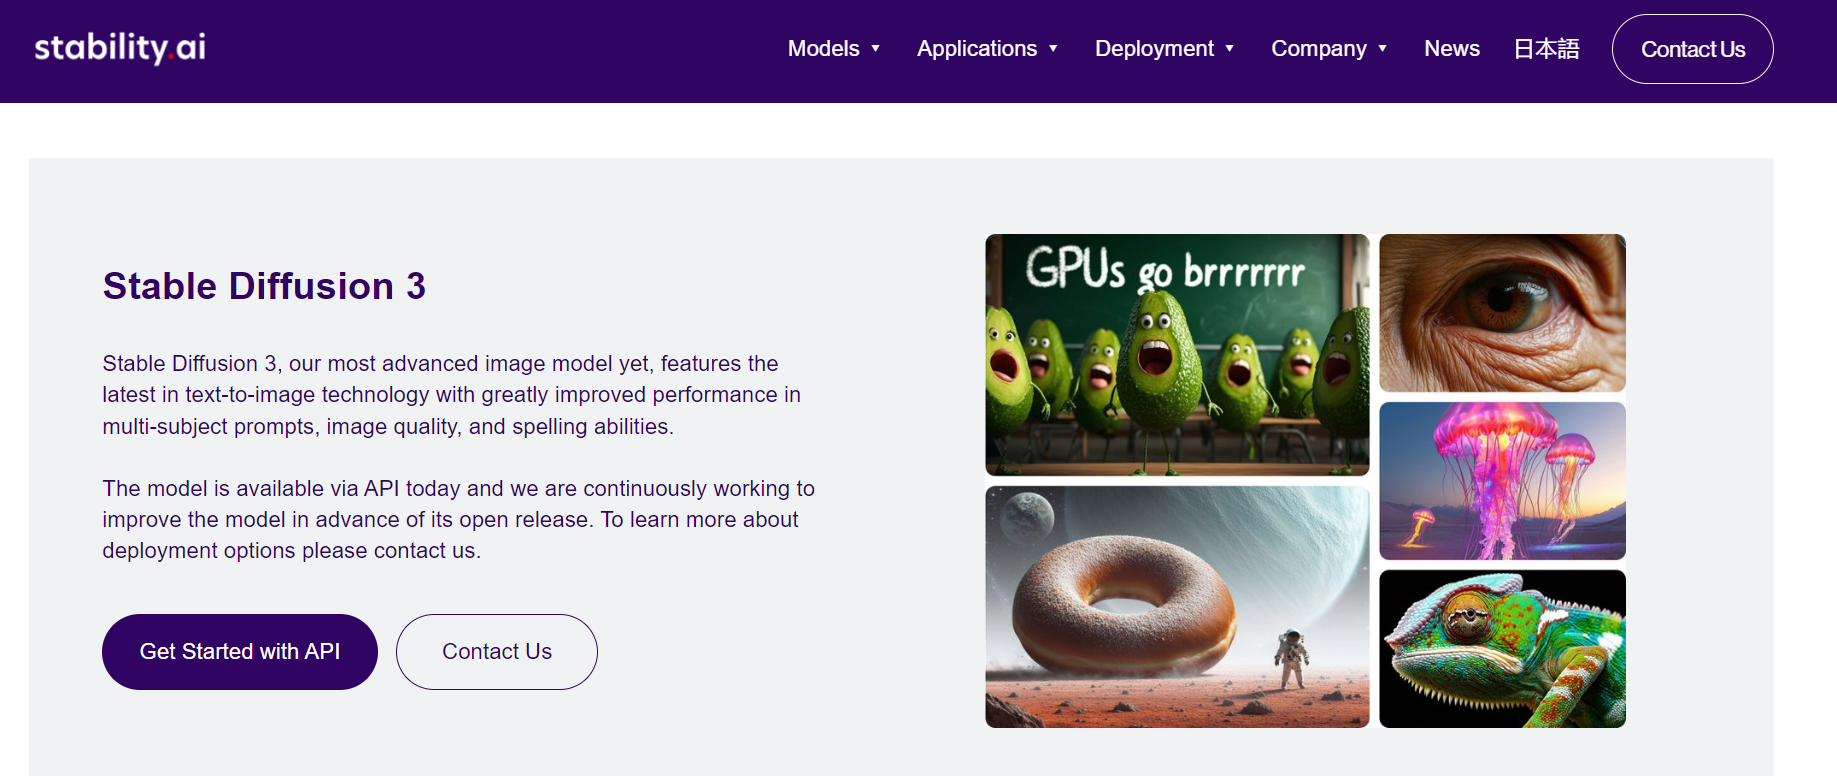 stability.ai
Models
Applications
Deployment
Company
News
日本語
Contact Us
Stable Diffusion 3
Stable Diffusion 3, our most advanced image model yet, features the
latest in text-to-image technology with greatly improved performance in
multi-subject prompts, image quality, and spelling abilities.
The model is available via API today and we are continuously working to
improve the model in advance of its open release. To learn more about
deployment options please contact us.
Get Started with API
Contact Us
GPUs go brrrrrrr